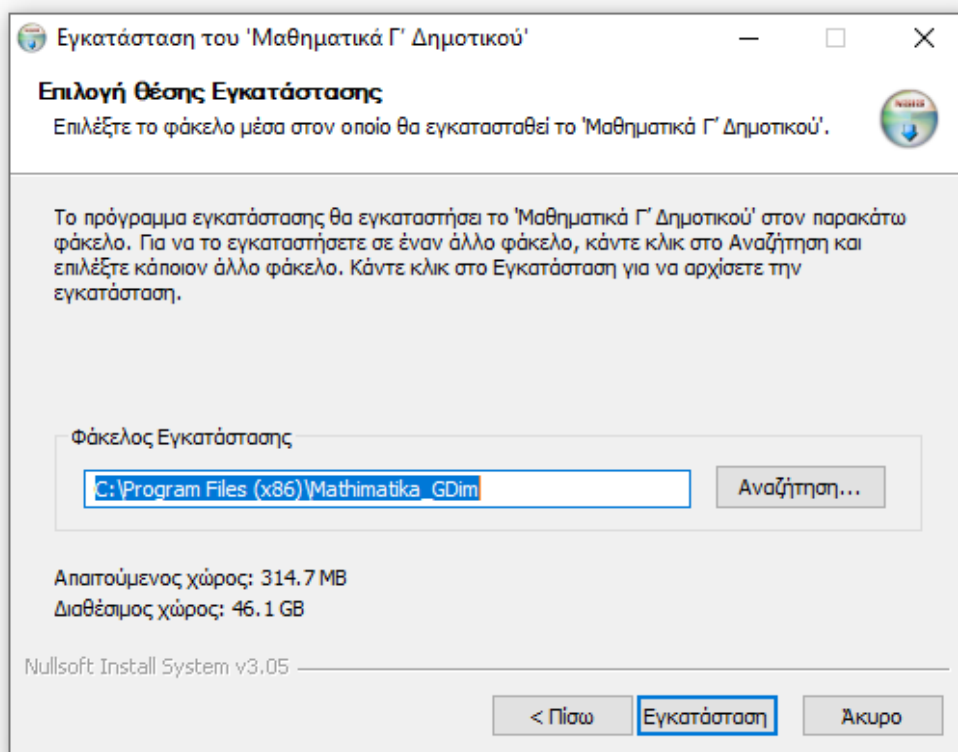 Εγκατάσταση του 'Μαθηματικά Γ΄ Δημοτικού'
Επιλογή Θέσης Εγκατάστασης
Επιλέξτε το φάκελο μέσα στον οποίο θα εγκατασταθεί το 'Μαθηματικά Γ΄ Δημοτικού'.
Το πρόγραμμα εγκατάστασης θα εγκαταστήσει το 'Μαθηματικά Γ΄ Δημοτικού' στον παρακάτω
φάκελο. Για να το εγκαταστήσετε σε έναν άλλο φάκελο, κάντε κλικ στο Αναζήτηση και
επιλέξτε κάποιον άλλο φάκελο. Κάντε κλικ στο Εγκατάσταση για να αρχίσετε την
εγκατάσταση.
Φάκελος Εγκατάστασης
C:\Program Files (x86)\Mathimatika_GDim
Αναζήτηση...
Απαιτούμενος χώρος: 314.7 MB
Διαθέσιμος χώρος: 46.1 GB
Nullsoft Install System v3.05
< Πίσω
Εγκατάσταση
Άκυρο